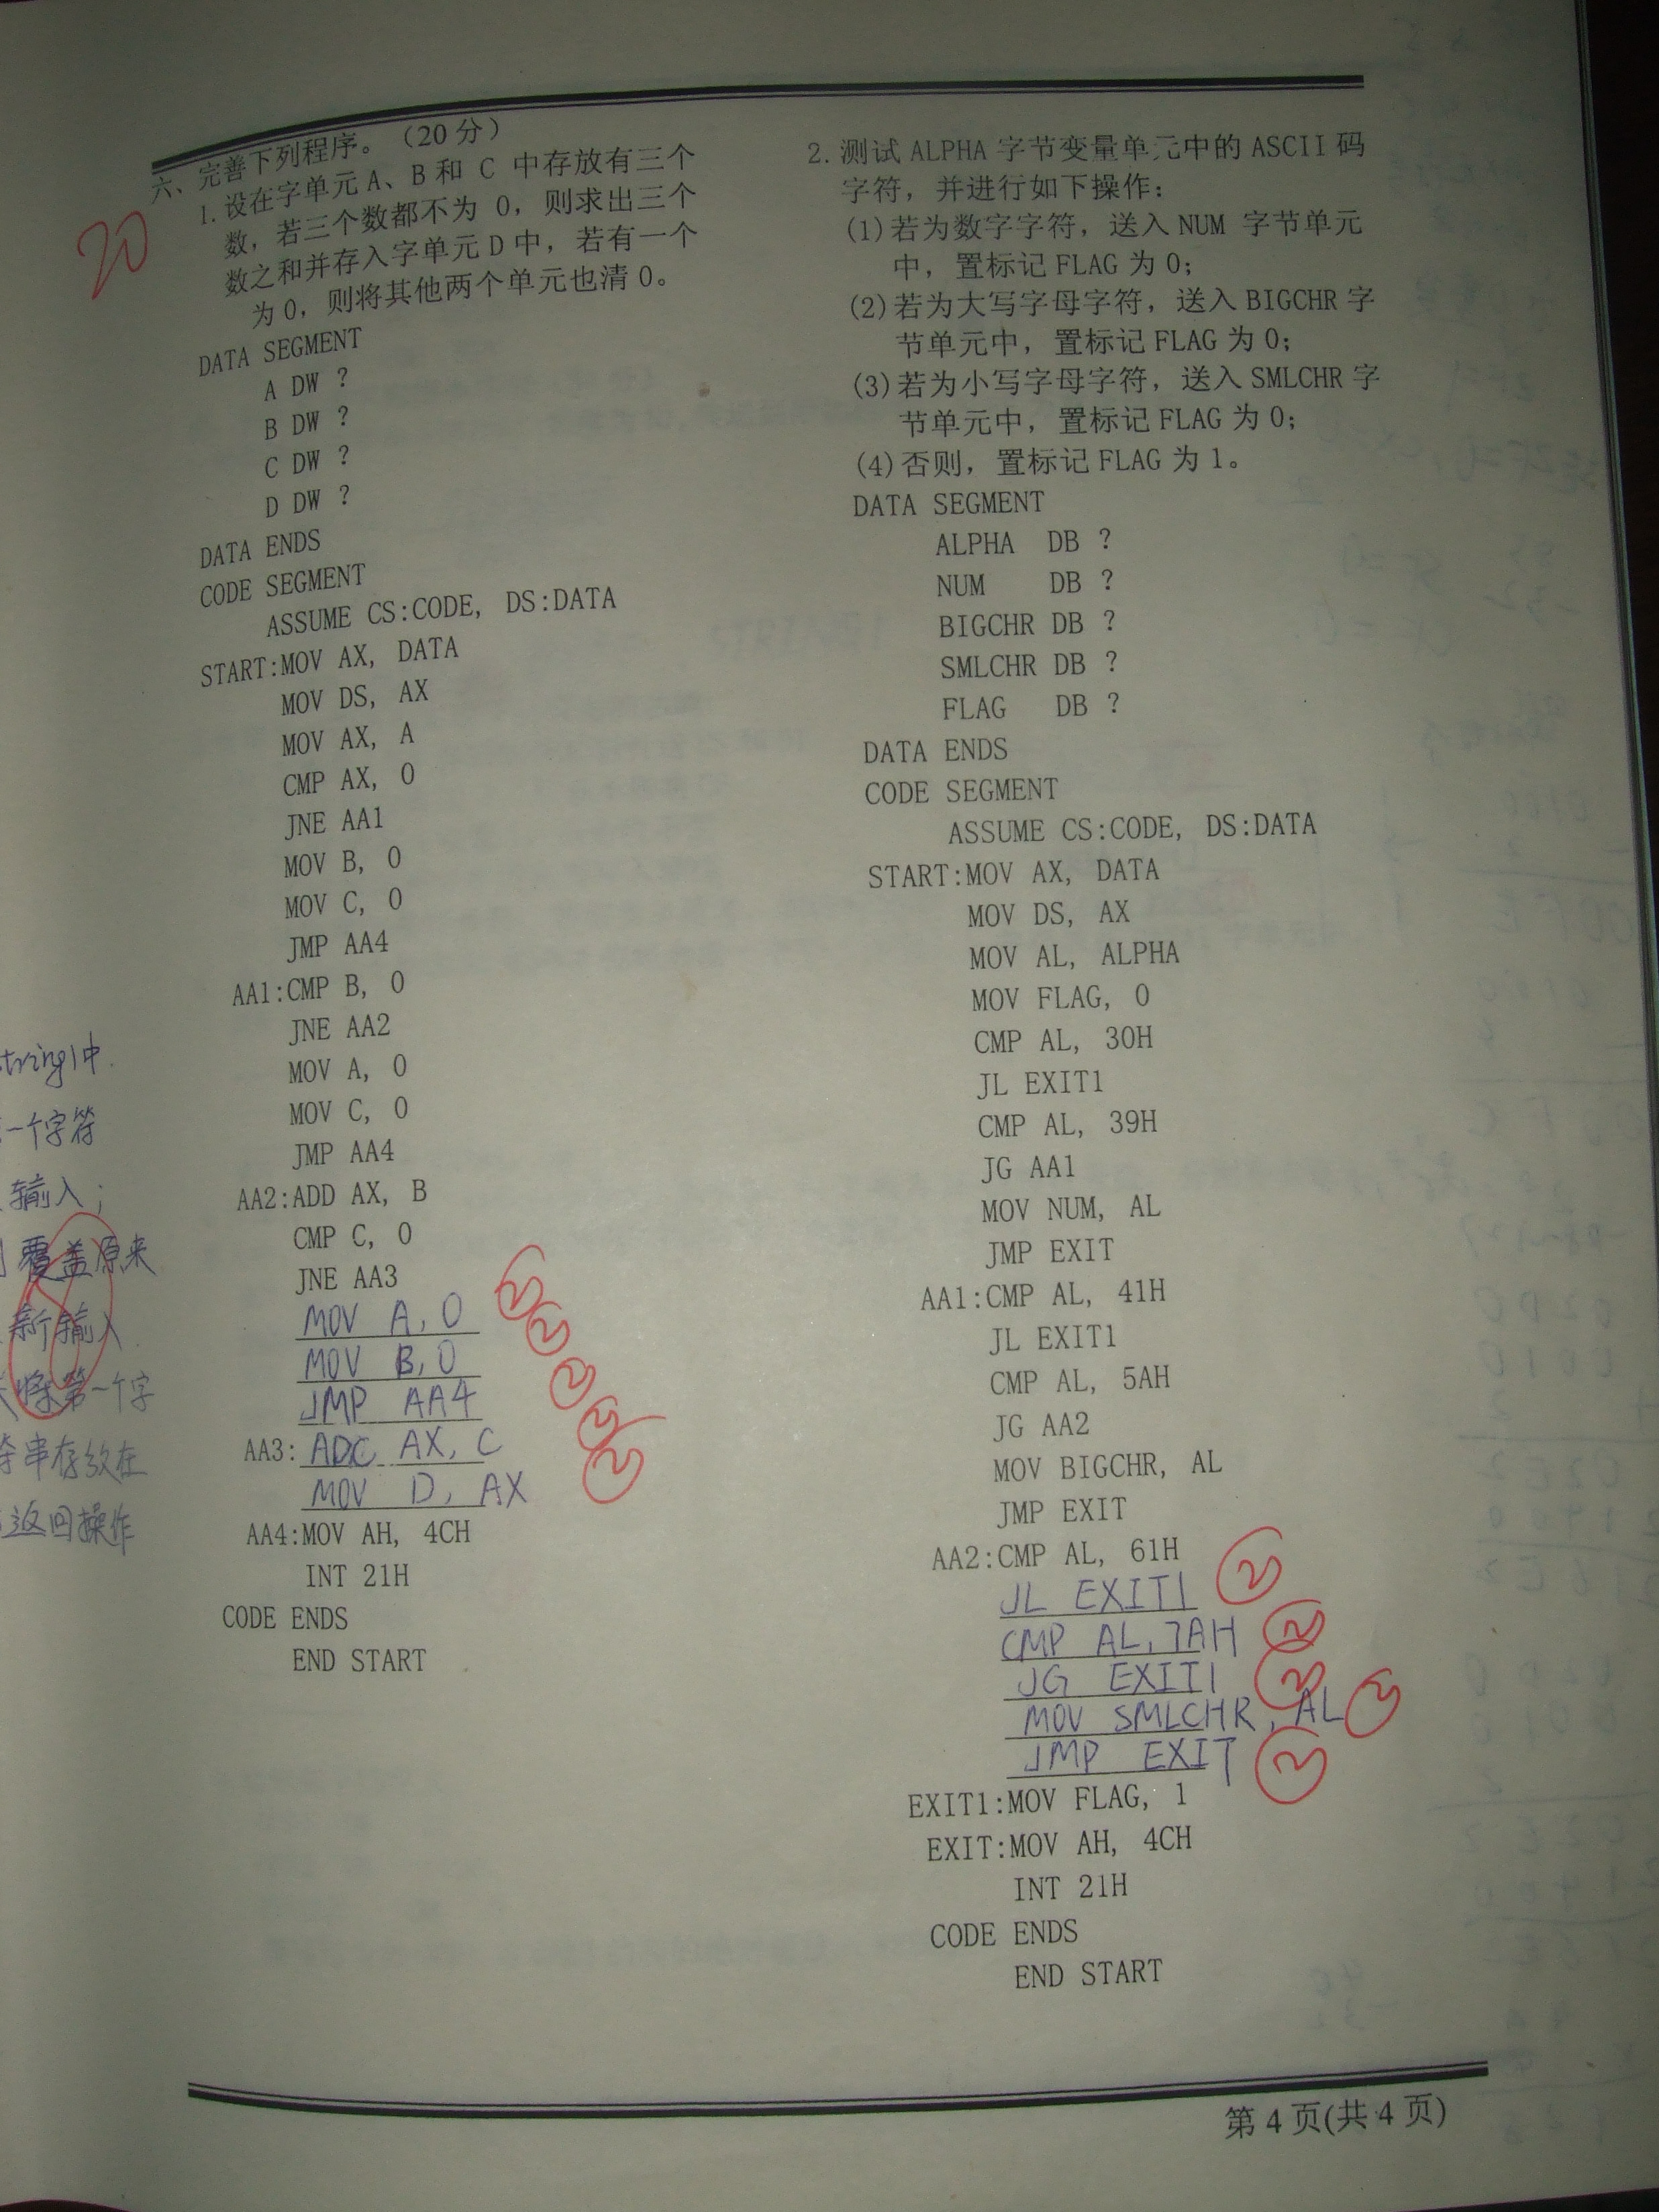 六、完善下列程序。（20分）
20
1. 设在字单元A、B和 C 中存放有三个
数，若三个数都不为 0，则求出三个
数之和并存入字单元D中，若有一个
为0，则将其他两个单元也清0。
DATA SEGMENT
A DW ?
B DW ?
C DW ?
D DW ?
DATA ENDS
CODE SEGMENT
ASSUME CS:CODE, DS:DATA
START:MOV AX, DATA
MOV DS, AX
MOV AX, A
CMP AX, 0
JNE AA1
MOV B, 0
MOV C, 0
JMP AA4
AA1:CMP B, 0
JNE AA2
MOV A, 0
MOV C, 0
JMP AA4
AA2:ADD AX, B
CMP C, 0
JNE AA3
MOV A, 0 2
MOV B, 0 2
JMP AA4 2
AA3: ADC AX, C 2
MOV D, AX 2
AA4:MOV AH, 4CH
INT 21H
CODE ENDS
END START
tring1中.
一个字符
输入；
覆盖原来
新输入
将第一个字
符串存放在
返回操作
2. 测试ALPHA字节变量单元中的ASCII码
字符，并进行如下操作：
(1)若为数字字符，送入NUM 字节单元
中，置标记FLAG为0；
(2)若为大写字母字符，送入BIGCHR字
节单元中，置标记FLAG为0；
(3)若为小写字母字符，送入SMLCHR字
节单元中，置标记FLAG为0；
(4)否则，置标记FLAG为1。
DATA SEGMENT
ALPHA DB ?
NUM DB ?
BIGCHR DB ?
SMLCHR DB ?
FLAG DB ?
DATA ENDS
CODE SEGMENT
ASSUME CS:CODE, DS:DATA
START:MOV AX, DATA
MOV DS, AX
MOV AL, ALPHA
MOV FLAG, 0
CMP AL, 30H
JL EXIT1
CMP AL, 39H
JG AA1
MOV NUM, AL
JMP EXIT
AA1:CMP AL, 41H
JL EXIT1
CMP AL, 5AH
JG AA2
MOV BIGCHR, AL
JMP EXIT
AA2:CMP AL, 61H
JL EXIT1 2
CMP AL, 7AH 2
JG EXIT1 2
MOV SMLCHR, AL 2
JMP EXIT 2
EXIT1:MOV FLAG, 1
EXIT:MOV AH, 4CH
INT 21H
CODE ENDS
END START
第 4 页(共 4 页)